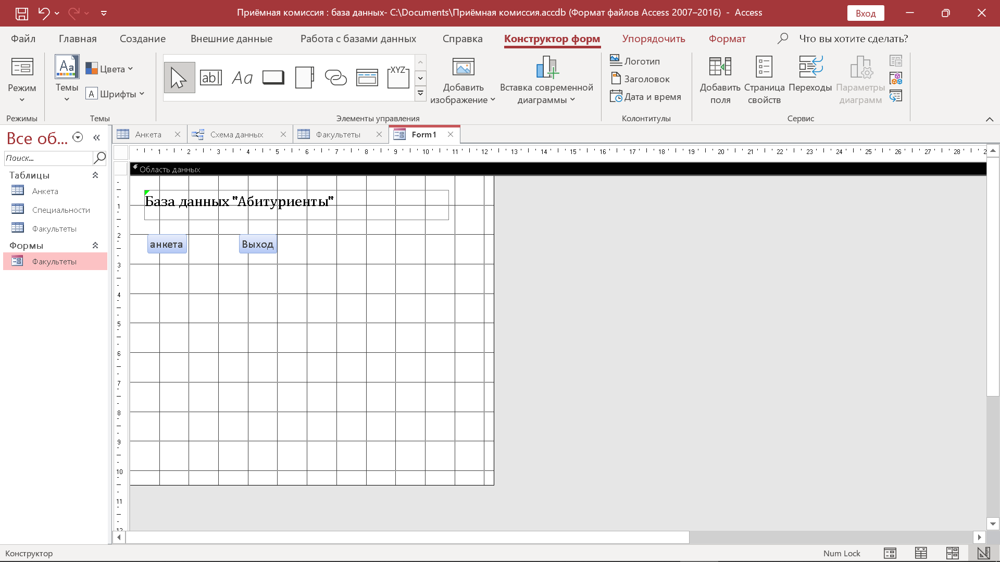 Приёмная комиссия : база данных- C:\Documents\Приёмная комиссия.accdb (Формат файлов Access 2007–2016) - Access
Вход
Файл Главная Создание Внешние данные Работа с базами данных Справка Конструктор форм Упорядочить Формат Что вы хотите сделать?
Режим
Режимы
Aa
Темы
Цвета
A Шрифты
Темы
ab|
Aa
XYZ
Добавить изображение
Вставка современной диаграммы
Элементы управления
Логотип
Заголовок
Дата и время
Колонтитулы
Добавить поля
Страница свойств
Переходы
Параметры диаграмм
Сервис
Все об...
Поиск...
Таблицы
Анкета
Специальности
Факультеты
Формы
Факультеты
Анкета Схема данных Факультеты Form1
1 2 3 4 5 6 7 8 9 10 11 12 13 14 15 16 17 18 19 20 21 22 23 24 25 26 27 28 2
Область данных
База данных "Абитуриенты"
анкета Выход
1
2
3
4
5
6
7
8
9
10
11
12
Конструктор
Num Lock